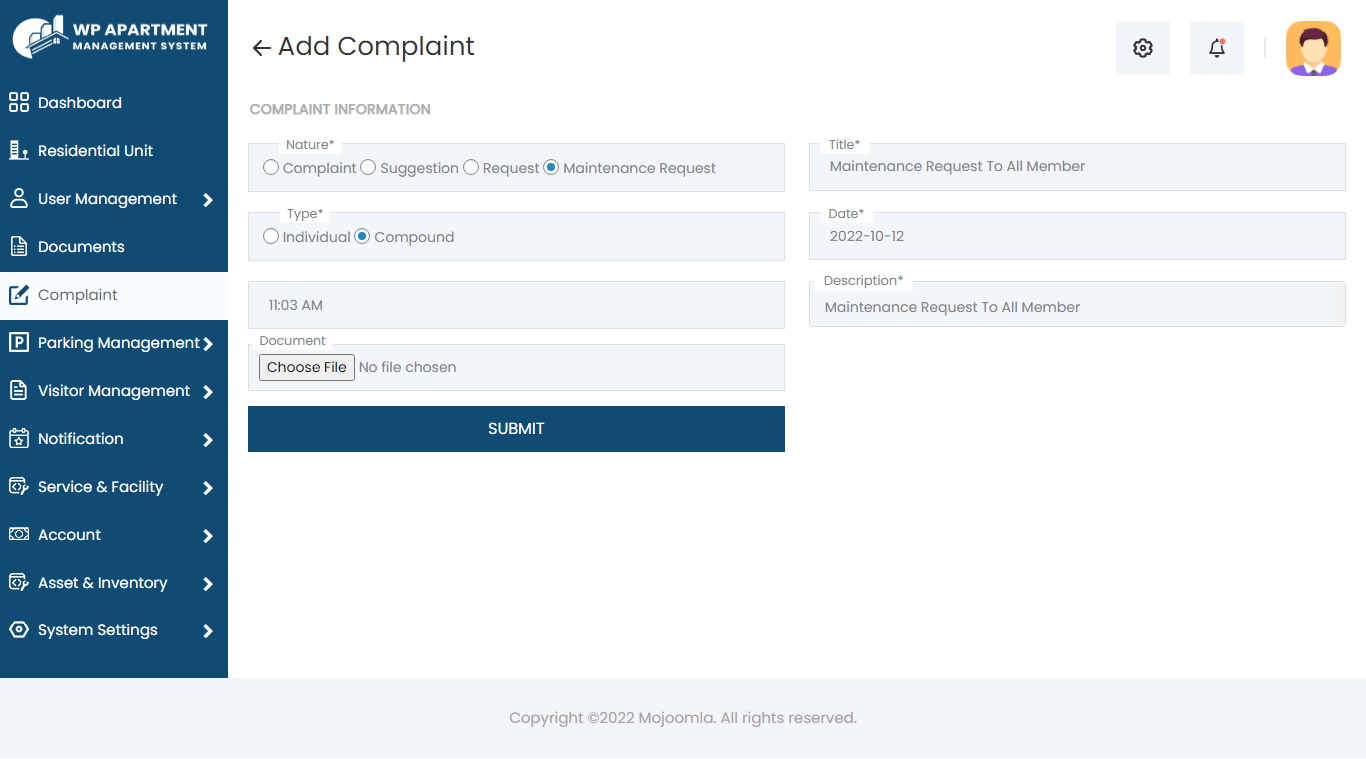 WP APARTMENT
MANAGEMENT SYSTEM
Dashboard
Residential Unit
User Management
Documents
Complaint
Parking Management
Visitor Management
Notification
Service & Facility
Account
Asset & Inventory
System Settings
Add Complaint
COMPLAINT INFORMATION
Nature*
Complaint Suggestion Request Maintenance Request
Title*
Maintenance Request To All Member
Type*
Individual Compound
Date*
2022-10-12
11:03 AM
Description*
Maintenance Request To All Member
Document
Choose File No file chosen
SUBMIT
Copyright ©2022 Mojoomla. All rights reserved.